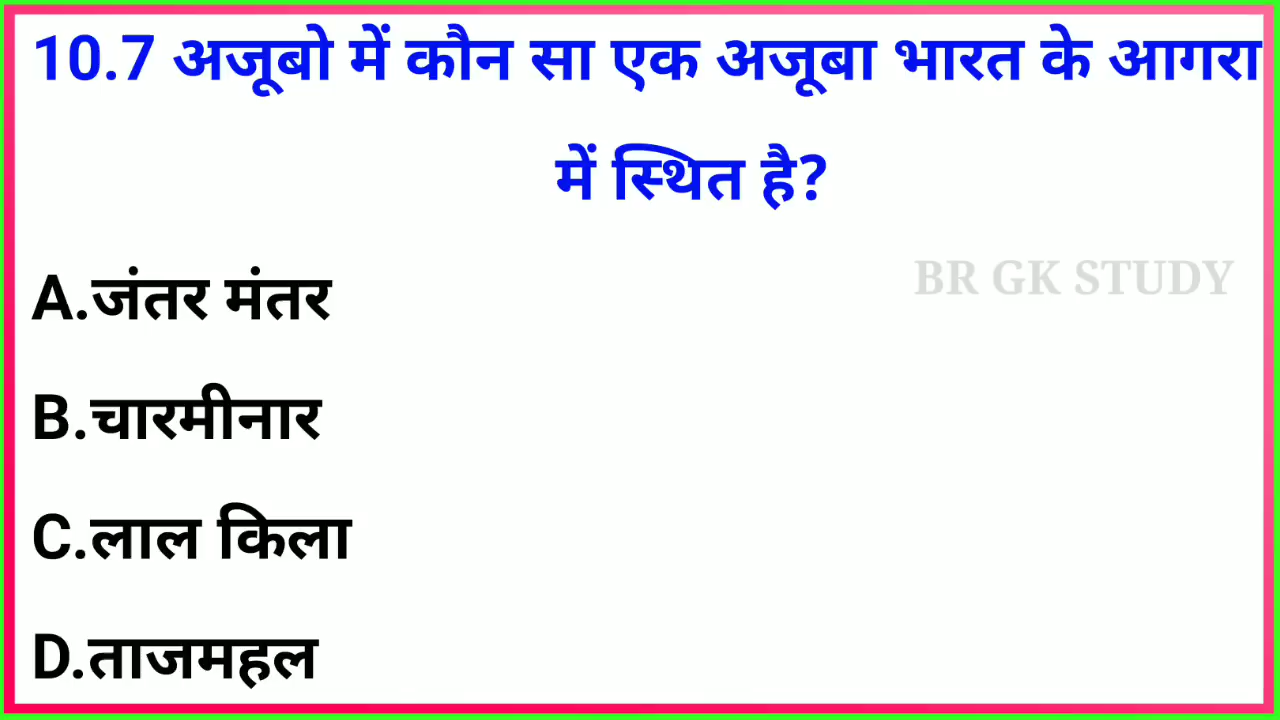 10.7 अजूबो में कौन सा एक अजूबा भारत के आगरा
में स्थित है?
A.जंतर मंतर
BR GK STUDY
B.चारमीनार
C.लाल किला
D.ताजमहल